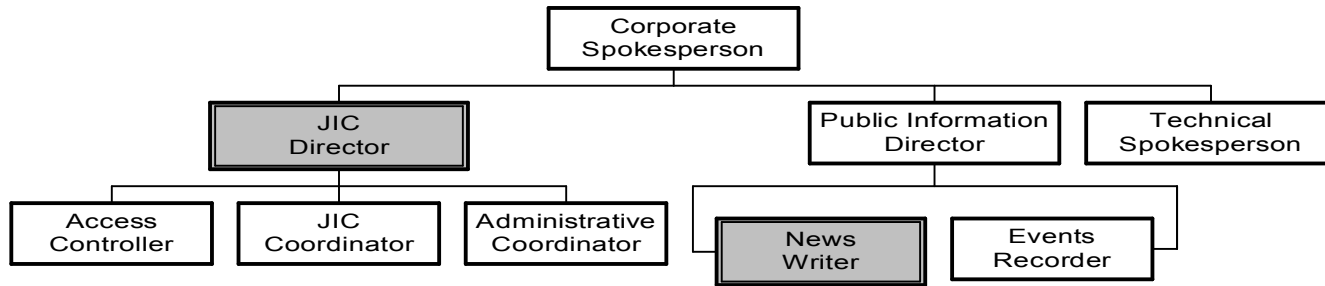 Corporate
Spokesperson
JIC
Director
Public Information
Director
Technical
Spokesperson
Access
Controller
JIC
Coordinator
Administrative
Coordinator
News
Writer
Events
Recorder